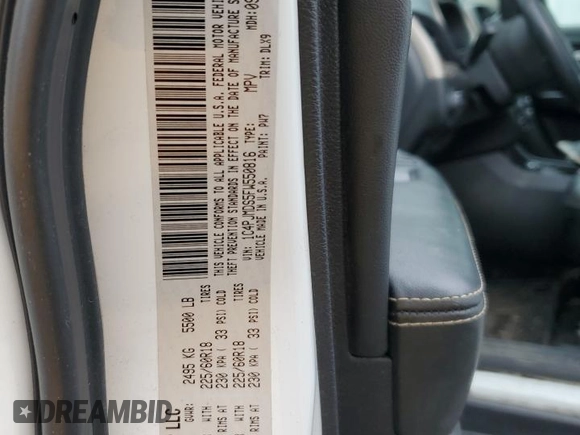 LLC
GVWR: 2495 KG 5500 LB
WITH 225/60R18 TIRES
RIMS AT 230 KPA ( 33 PSI) COLD
WITH 225/60R18 TIRES
RIMS AT 230 KPA ( 33 PSI) COLD
THIS VEHICLE CONFORMS TO ALL APPLICABLE U.S.A. FEDERAL MOTOR
THEFT PREVENTION STANDARDS IN EFFECT ON THE DATE OF MANUFACTURE
VIN: 1C4PJMDS5FW550816 TYPE: MPV MDH:
VEHICLE MADE IN U.S.A. PAINT: PW7 TRIM: DLX9
DREAMBID